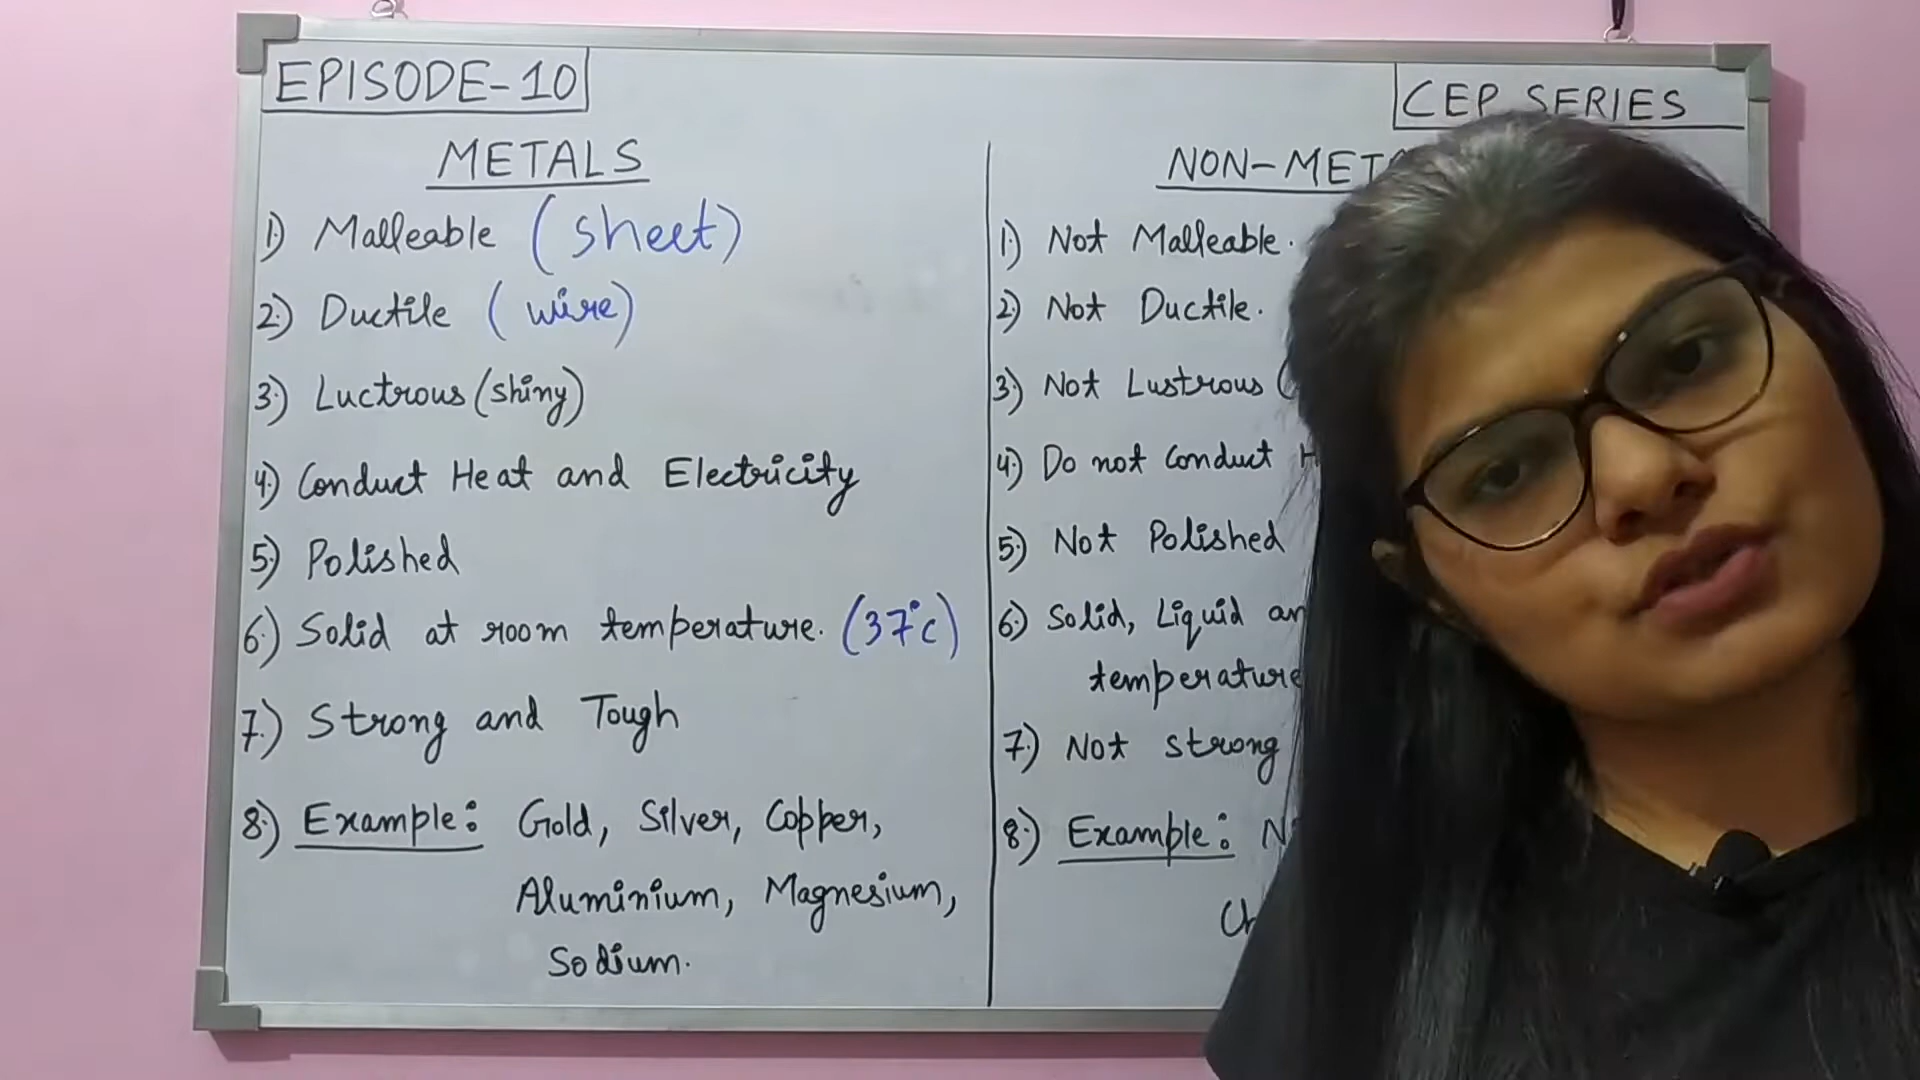 EPISODE-10
CEP SERIES
METALS
1) Malleable (sheet)
2) Ductile (wire)
3) Luctrous (shiny)
4) Conduct Heat and Electricity
5) Polished
6) Solid at room temperature. (37°C)
7) Strong and Tough
8) Example: Gold, Silver, Copper,
Aluminium, Magnesium,
Sodium.
1) Not Malleable.
2) Not Ductile.
3) Not Lustrous
4) Do not Conduct
5) Not Polished
6) Solid, Liquid
temperature
7) Not strong
8) Example: